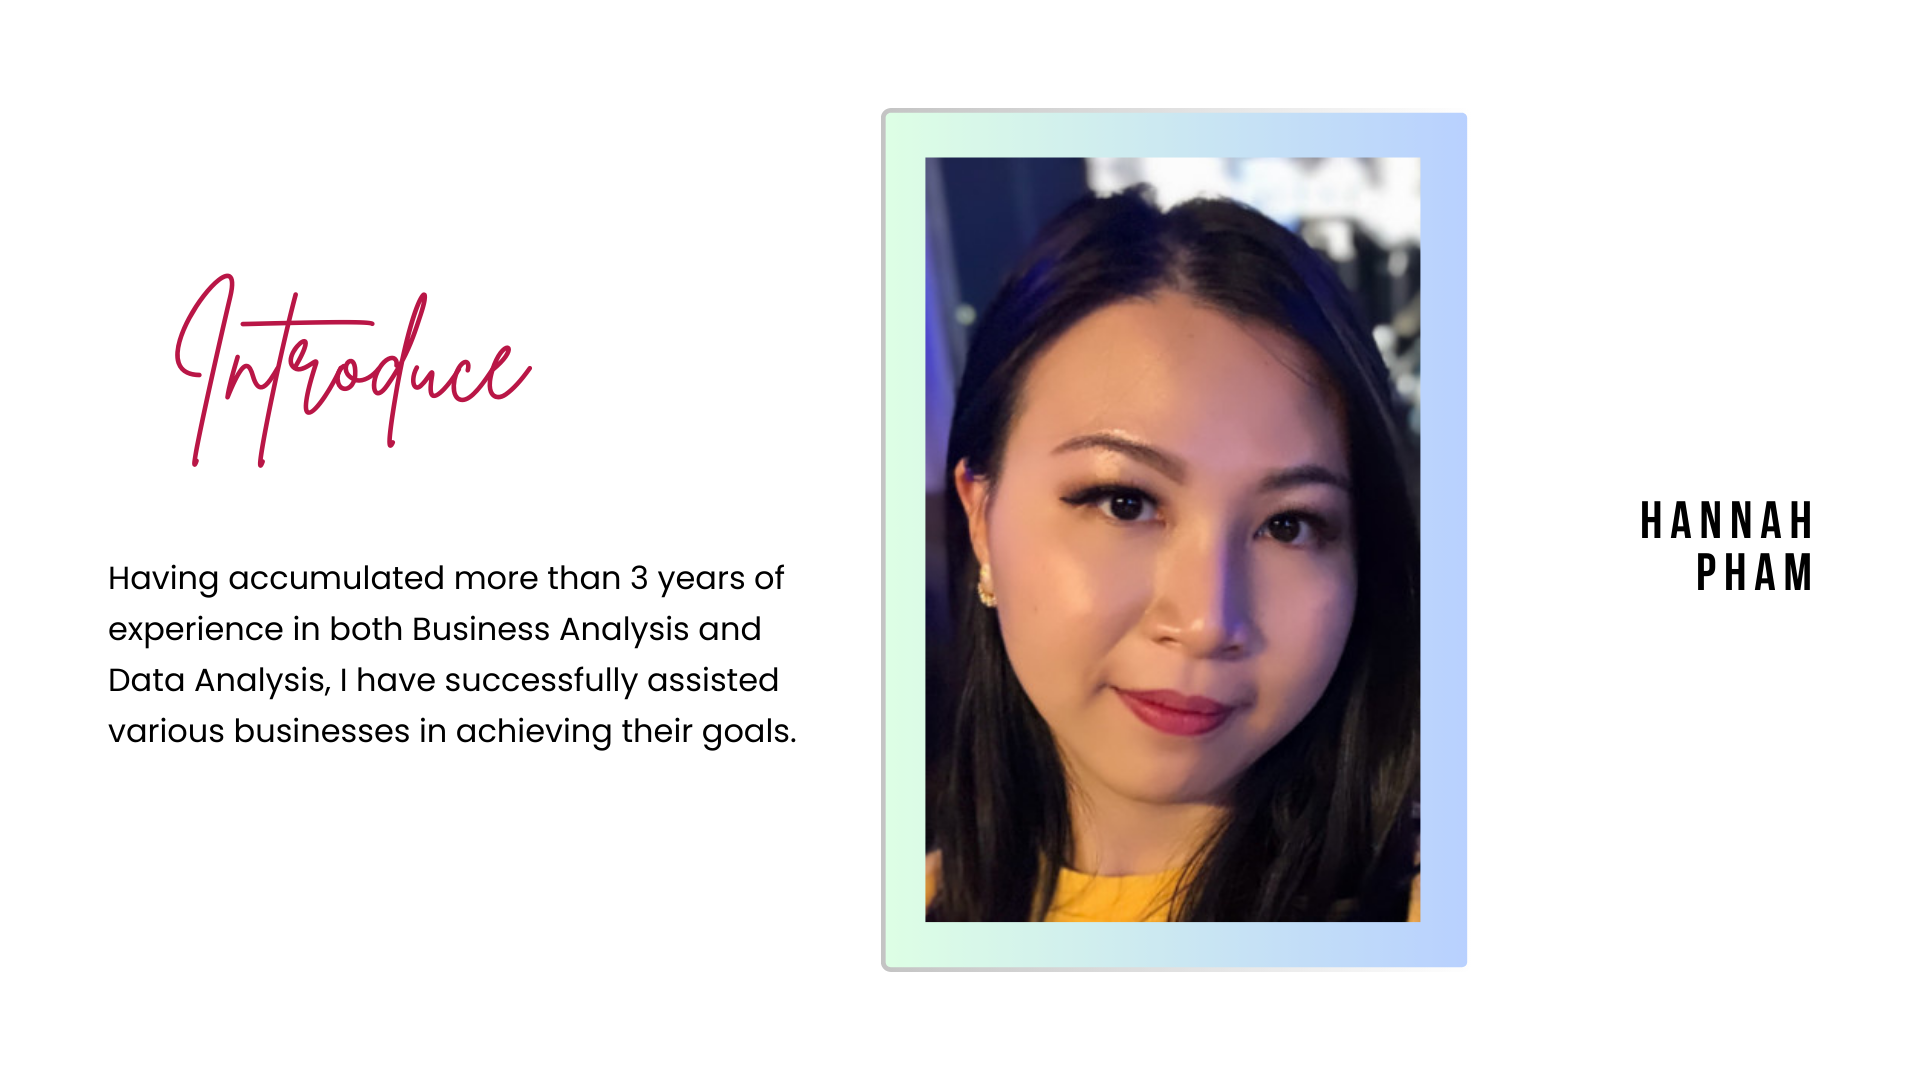 Introduce
Having accumulated more than 3 years of
experience in both Business Analysis and
Data Analysis, I have successfully assisted
various businesses in achieving their goals.
HANNAH
PHAM